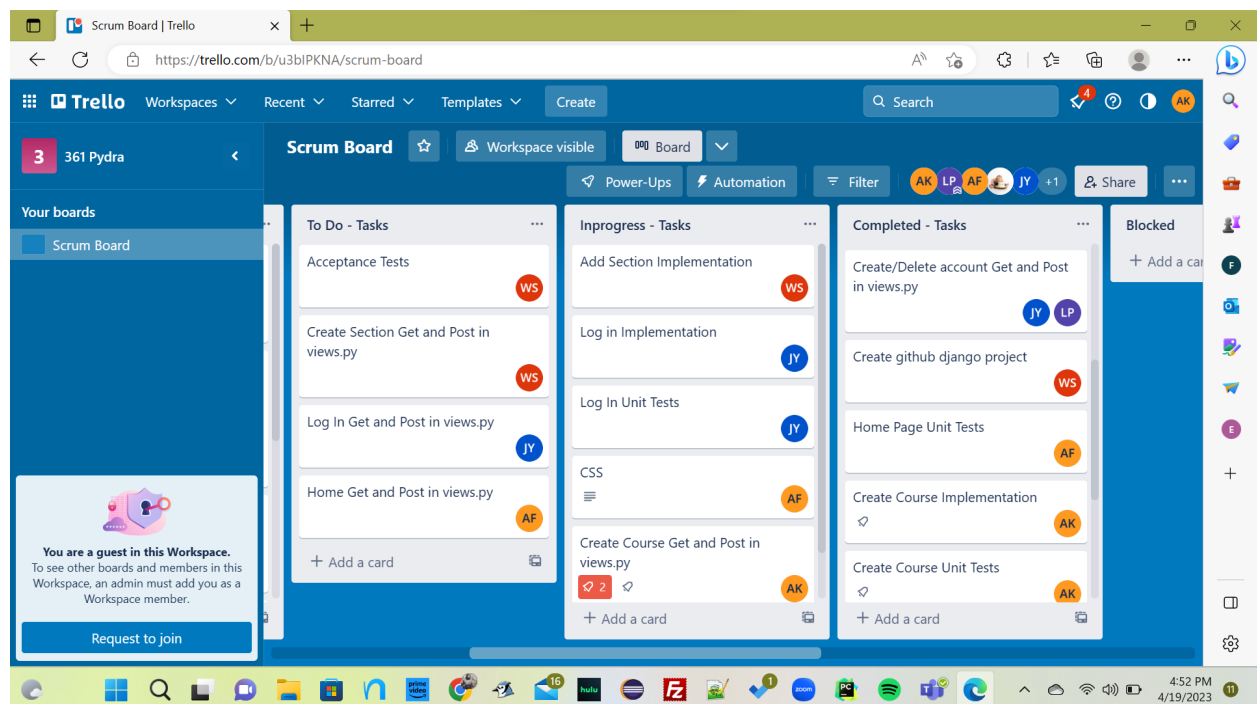 Scrum Board | Trello
https://trello.com/b/u3bIPKNA/scrum-board
Trello
Workspaces
Recent
Starred
Templates
Create
Search
4
AK
3
361 Pydra
Scrum Board
Workspace visible
Board
Power-Ups
Automation
Filter
AK
LP
AF
JY
+1
Share
Your boards
Scrum Board
You are a guest in this Workspace.
To see other boards and members in this
Workspace, an admin must add you as a
Workspace member.
Request to join
To Do - Tasks
Acceptance Tests
WS
Create Section Get and Post in
views.py
WS
Log In Get and Post in views.py
JY
Home Get and Post in views.py
AF
+ Add a card
Inprogress - Tasks
Add Section Implementation
WS
Log in Implementation
JY
Log In Unit Tests
JY
CSS
AF
Create Course Get and Post in
views.py
2
AK
+ Add a card
Completed - Tasks
Create/Delete account Get and Post
in views.py
JY
LP
Create github django project
WS
Home Page Unit Tests
AF
Create Course Implementation
AK
Create Course Unit Tests
AK
+ Add a card
Blocked
+ Add a car
F
E
prime
video
16
hulu
1
zoom
PC
4:52 PM
4/19/2023
11